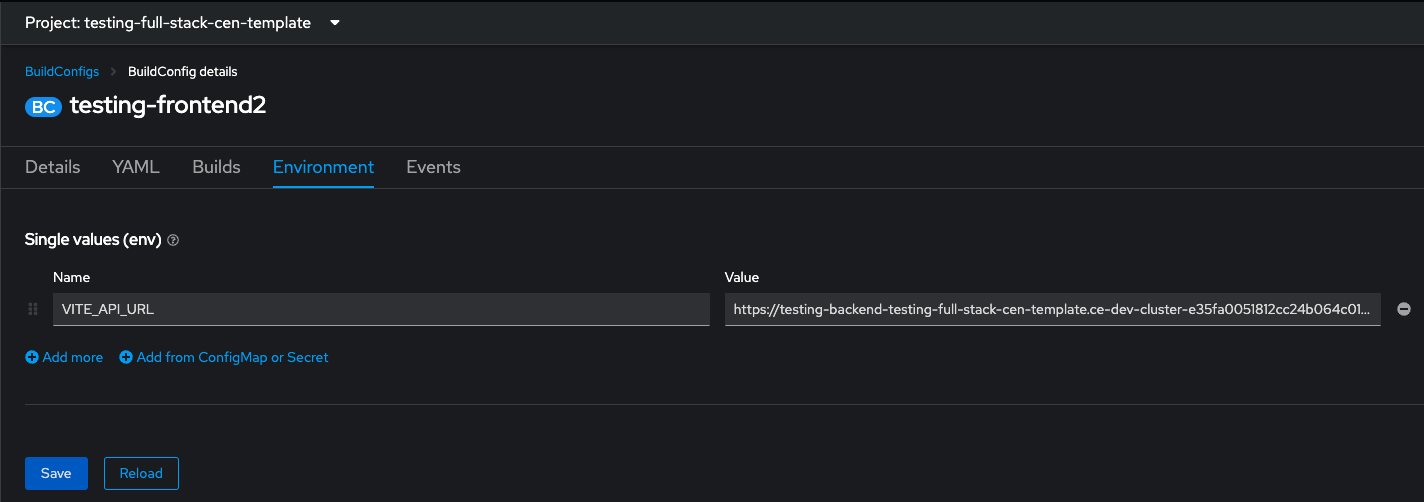 Project: testing-full-stack-cen-template
BuildConfigs > BuildConfig details
BC testing-frontend2
Details YAML Builds Environment Events
Single values (env)
Name Value
VITE_API_URL https://testing-backend-testing-full-stack-cen-template.ce-dev-cluster-e35fa0051812cc24b064c01...
Add more Add from ConfigMap or Secret
Save Reload